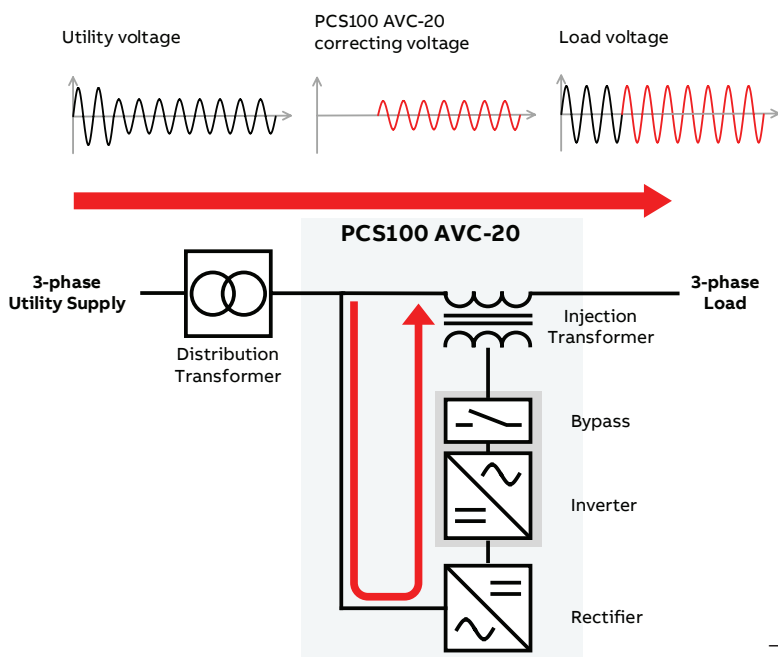 Utility voltage
PCS100 AVC-20
correcting voltage
Load voltage
PCS100 AVC-20
3-phase
Utility Supply
Distribution
Transformer
3-phase
Load
Injection
Transformer
Bypass
Inverter
Rectifier